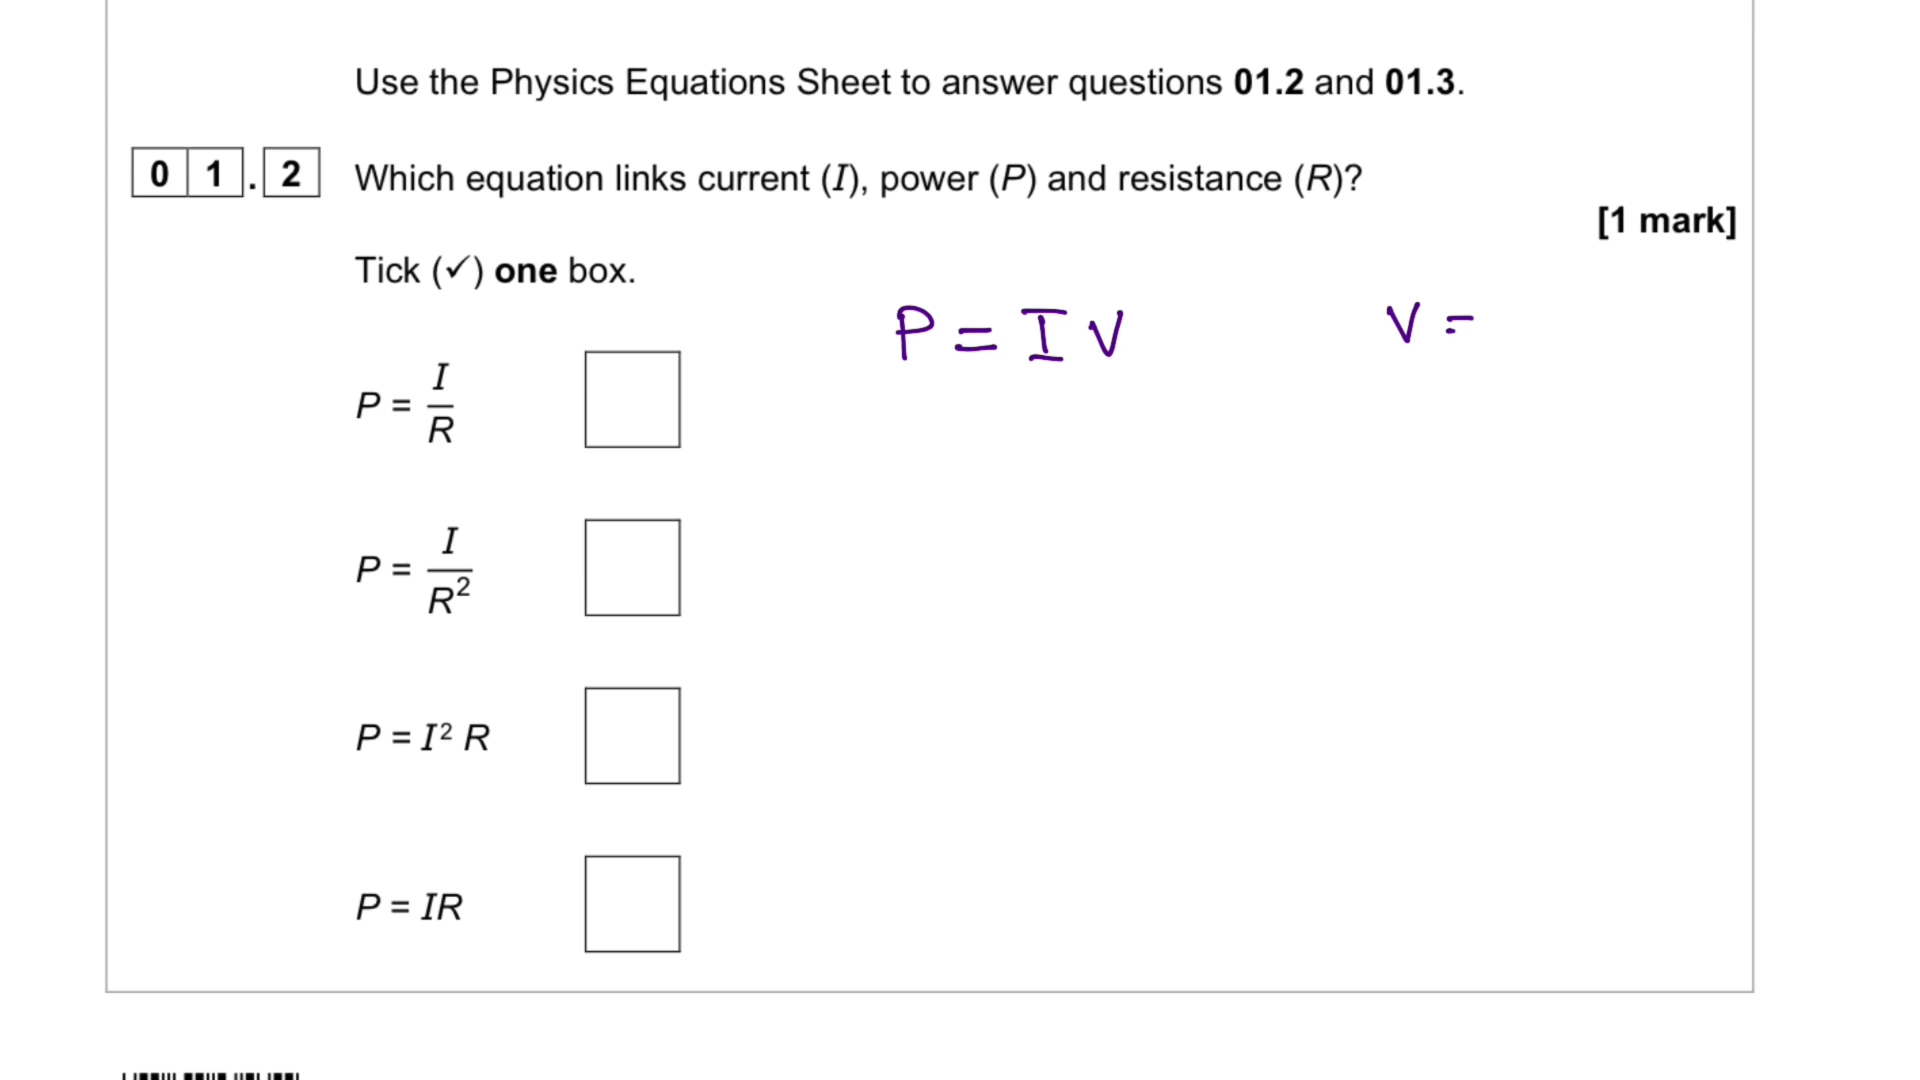 Use the Physics Equations Sheet to answer questions 01.2 and 01.3.
0 1 . 2 Which equation links current (I), power (P) and resistance (R)?
[1 mark]
Tick (✓) one box.
P = I V
V =
P = I/R
P = I/R²
P = I² R
P = IR